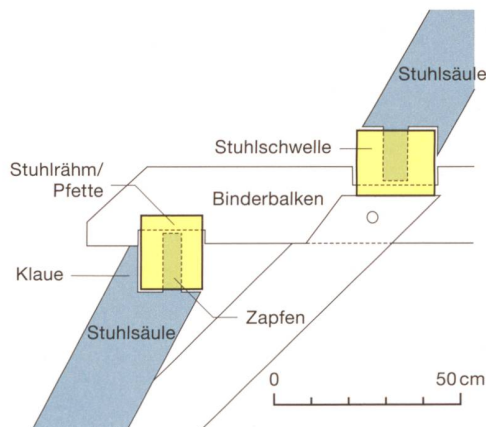 Stuhlsäule
Stuhlschwelle
Stuhlrähm/
Pfette
Binderbalken
Klaue
Zapfen
Stuhlsäule
0
50 cm